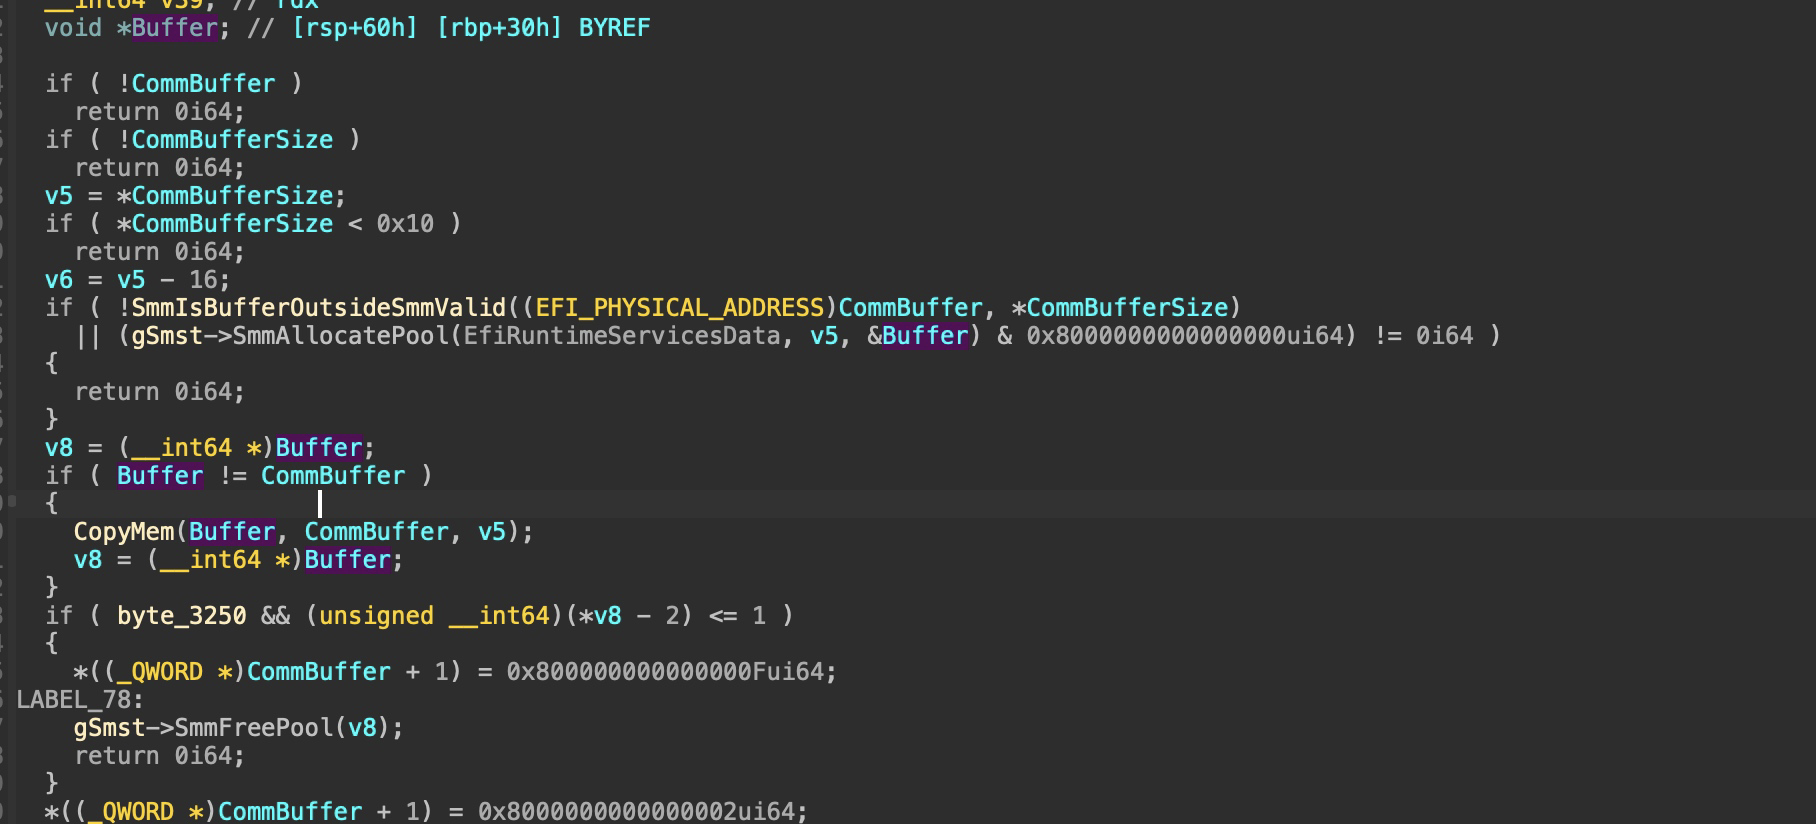 __int64 v39; // rdx
void *Buffer; // [rsp+60h] [rbp+30h] BYREF
if ( !CommBuffer )
return 0i64;
if ( !CommBufferSize )
return 0i64;
v5 = *CommBufferSize;
if ( *CommBufferSize < 0x10 )
return 0i64;
v6 = v5 - 16;
if ( !SmmIsBufferOutsideSmmValid((EFI_PHYSICAL_ADDRESS)CommBuffer, *CommBufferSize)
|| (gSmst->SmmAllocatePool(EfiRuntimeServicesData, v5, &Buffer) & 0x8000000000000000ui64) != 0i64 )
{
return 0i64;
}
v8 = (__int64 *)Buffer;
if ( Buffer != CommBuffer )
{
CopyMem(Buffer, CommBuffer, v5);
v8 = (__int64 *)Buffer;
}
if ( byte_3250 && (unsigned __int64)(*v8 - 2) <= 1 )
{
*((_QWORD *)CommBuffer + 1) = 0x800000000000000Fui64;
LABEL_78:
gSmst->SmmFreePool(v8);
return 0i64;
}
*((_QWORD *)CommBuffer + 1) = 0x8000000000000002ui64;